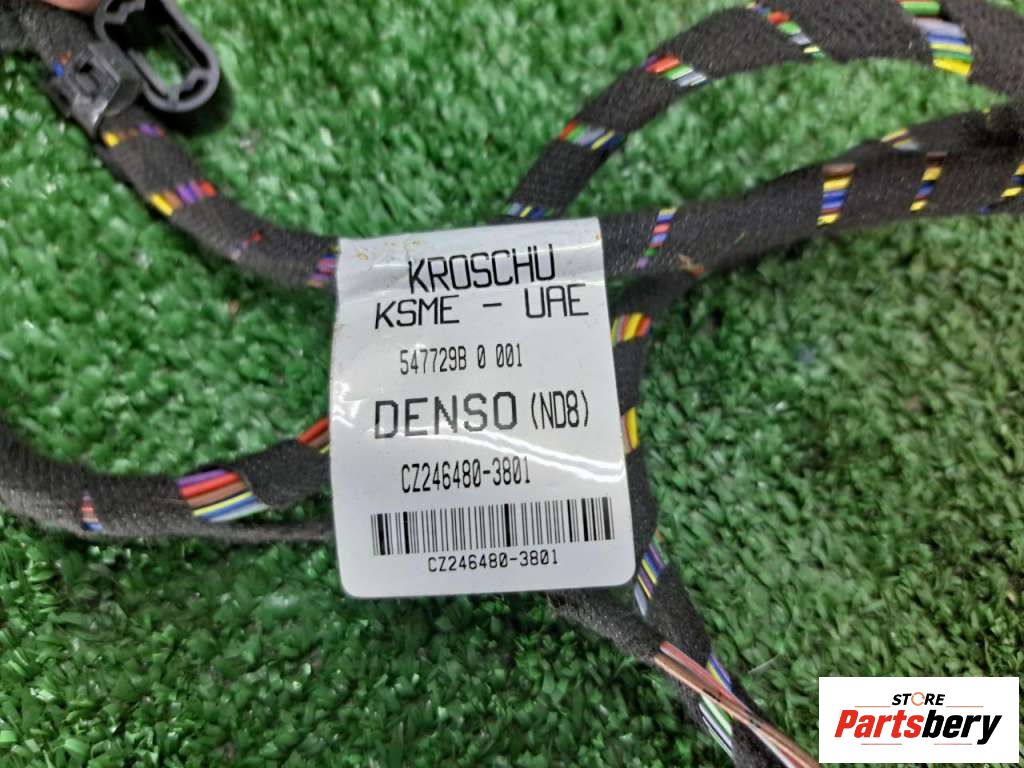 KROSCHU
KSME - UAE
547729B 0 001
DENSO (ND8)
CZ246480-3801
CZ246480-3801
STORE
Partsbery